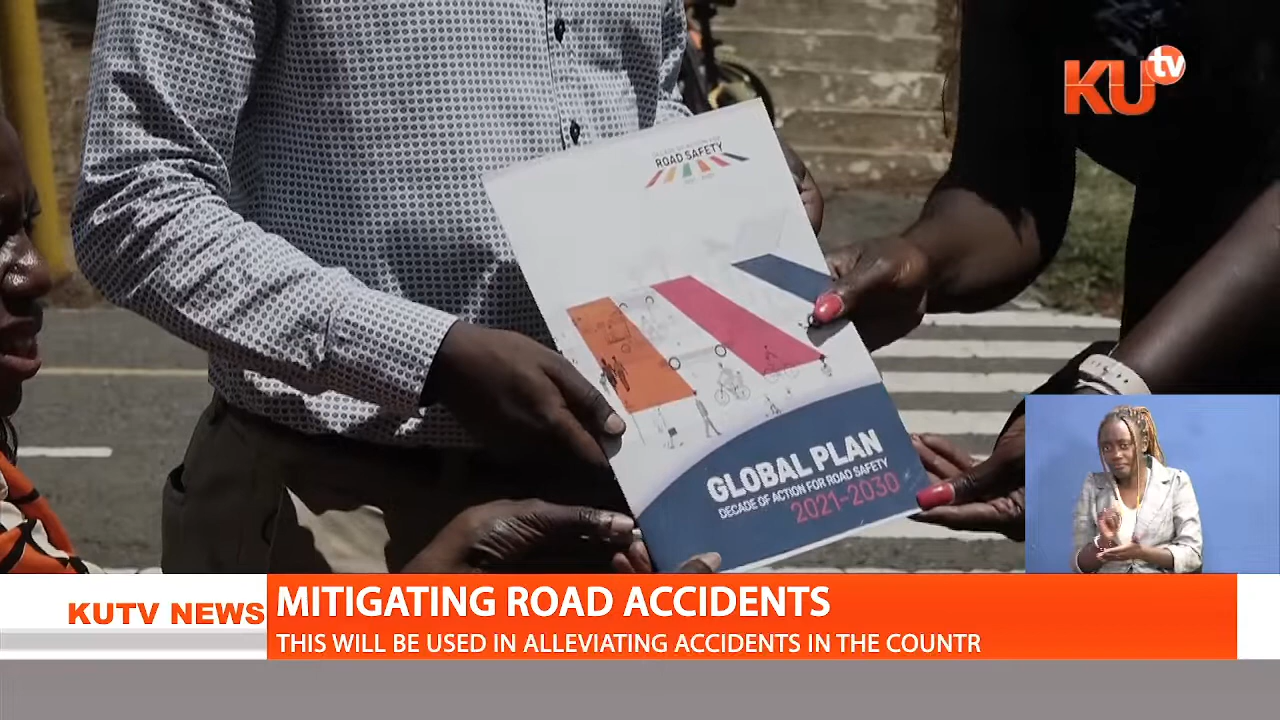 KU tv
ROAD SAFETY
GLOBAL PLAN
DECADE OF ACTION FOR ROAD SAFETY
2021-2030
KUTV NEWS
MITIGATING ROAD ACCIDENTS
THIS WILL BE USED IN ALLEVIATING ACCIDENTS IN THE COUNTR